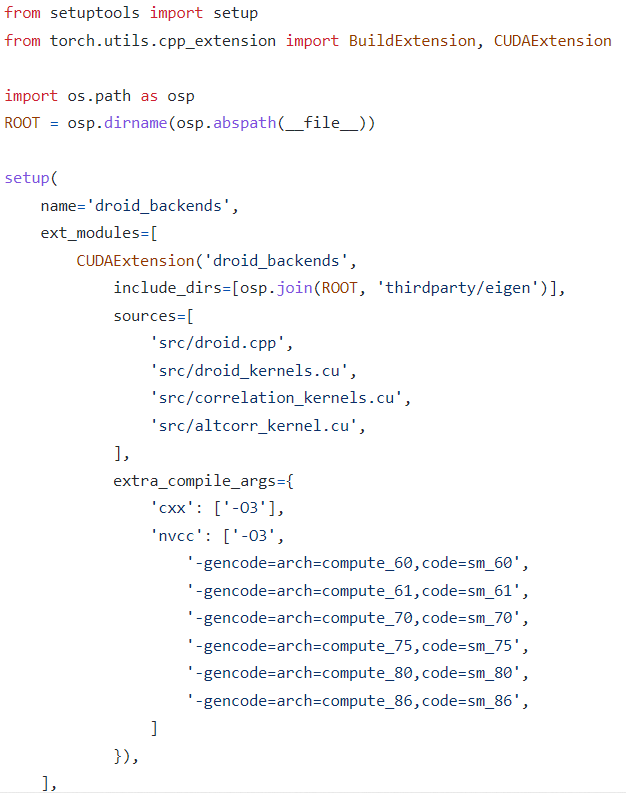 from setuptools import setup
from torch.utils.cpp_extension import BuildExtension, CUDAExtension

import os.path as osp
ROOT = osp.dirname(osp.abspath(__file__))

setup(
    name='droid_backends',
    ext_modules=[
        CUDAExtension('droid_backends',
            include_dirs=[osp.join(ROOT, 'thirdparty/eigen')],
            sources=[
                'src/droid.cpp',
                'src/droid_kernels.cu',
                'src/correlation_kernels.cu',
                'src/altcorr_kernel.cu',
            ],
            extra_compile_args={
                'cxx': ['-O3'],
                'nvcc': ['-O3',
                    '-gencode=arch=compute_60,code=sm_60',
                    '-gencode=arch=compute_61,code=sm_61',
                    '-gencode=arch=compute_70,code=sm_70',
                    '-gencode=arch=compute_75,code=sm_75',
                    '-gencode=arch=compute_80,code=sm_80',
                    '-gencode=arch=compute_86,code=sm_86',
                ]
            }),
    ],